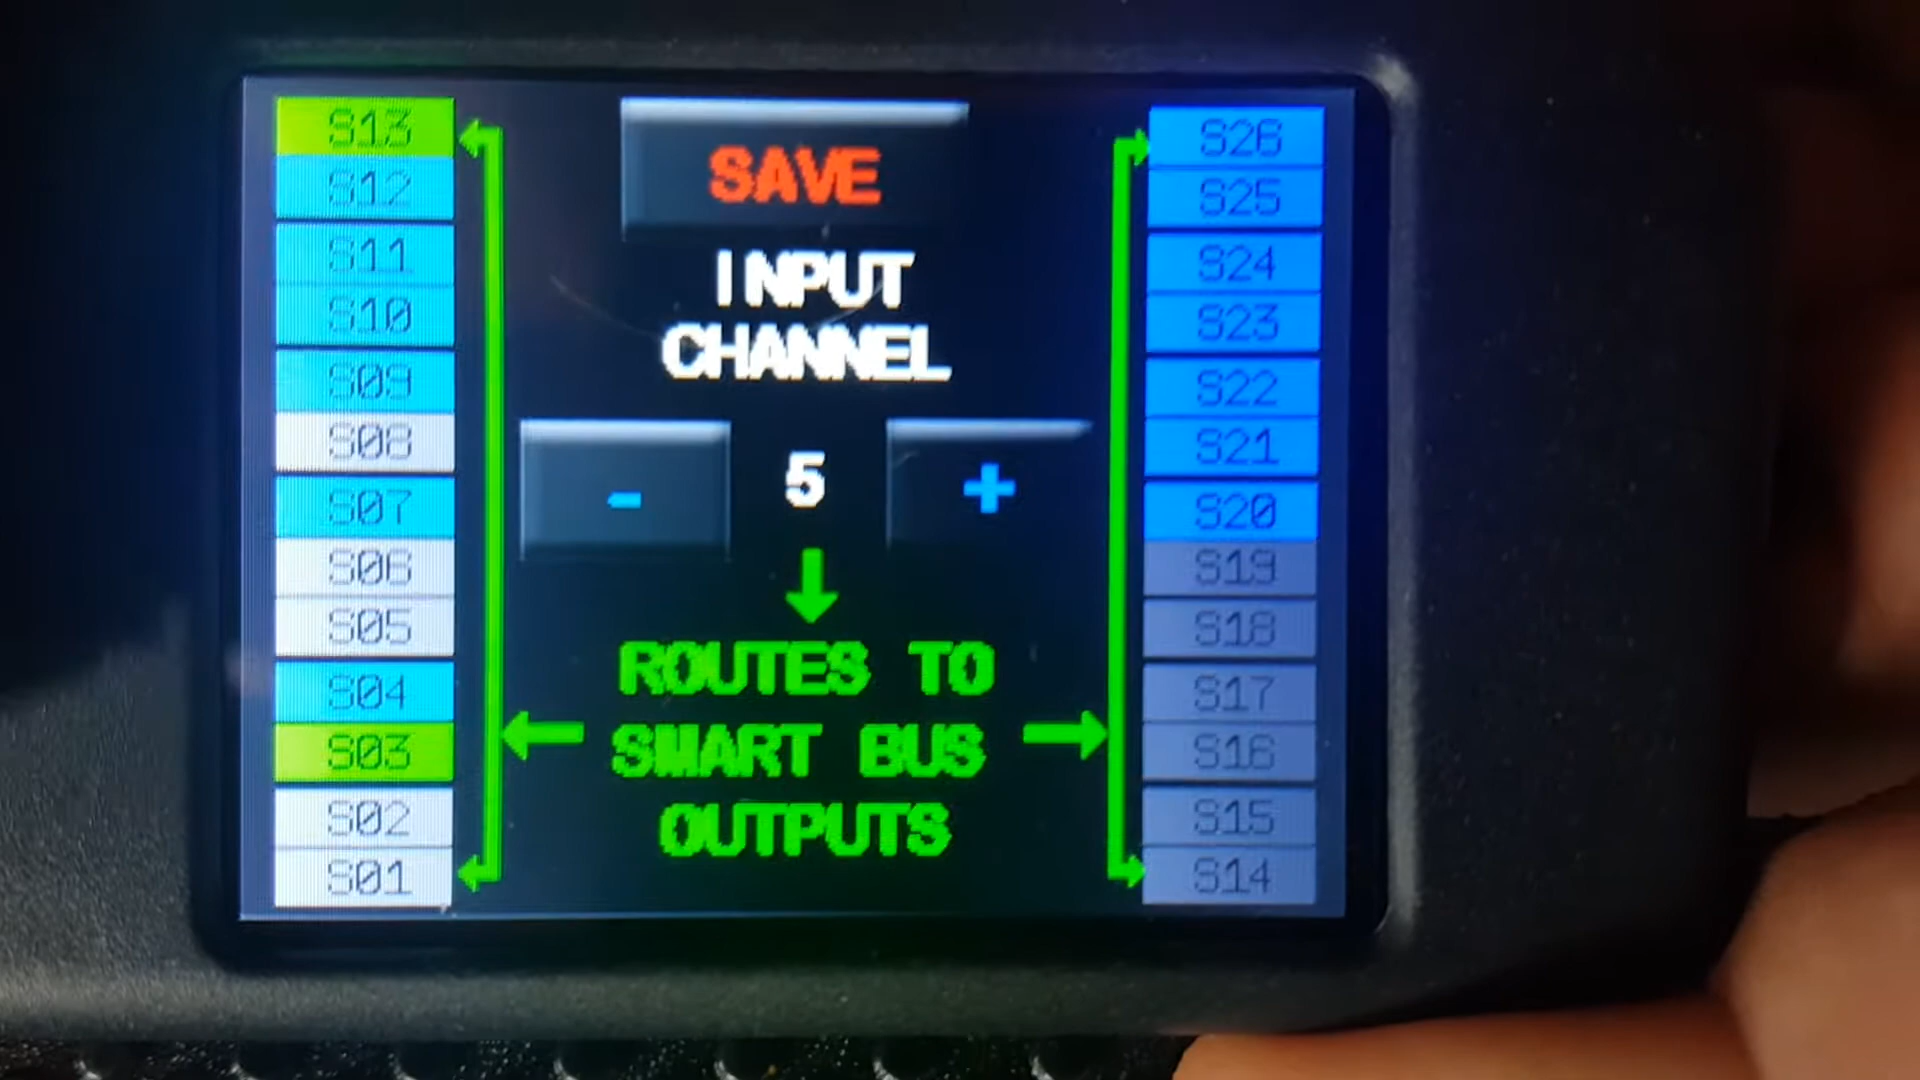 S13
S12
S11
S10
S09
S08
S07
S06
S05
S04
S03
S02
S01
SAVE
INPUT
CHANNEL
- 5 +
ROUTES TO
SMART BUS
OUTPUTS
S26
S25
S24
S23
S22
S21
S20
S19
S18
S17
S16
S15
S14